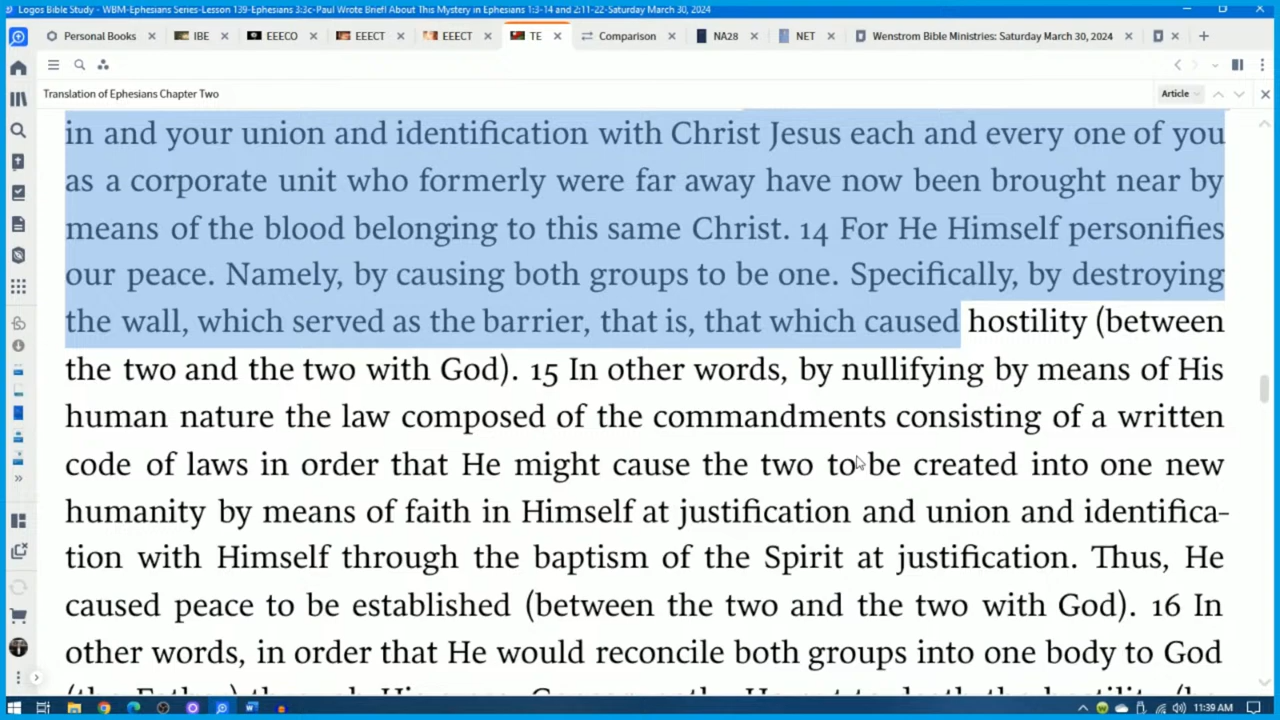 Logos Bible Study - WBM-Ephesians Series-Lesson 139-Ephesians 3:3c-Paul Wrote Brief! About This Mystery in Ephesians 1:3-14 and 2:11-22-Saturday March 30, 2024
Personal Books IBE EEECO EEECT EEECT TE Comparison NA28 NET Wenstrom Bible Ministries: Saturday March 30, 2024
Translation of Ephesians Chapter Two Article
in and your union and identification with Christ Jesus each and every one of you
as a corporate unit who formerly were far away have now been brought near by
means of the blood belonging to this same Christ. 14 For He Himself personifies
our peace. Namely, by causing both groups to be one. Specifically, by destroying
the wall, which served as the barrier, that is, that which caused hostility (between
the two and the two with God). 15 In other words, by nullifying by means of His
human nature the law composed of the commandments consisting of a written
code of laws in order that He might cause the two to be created into one new
humanity by means of faith in Himself at justification and union and identifica-
tion with Himself through the baptism of the Spirit at justification. Thus, He
caused peace to be established (between the two and the two with God). 16 In
other words, in order that He would reconcile both groups into one body to God
11:39 AM